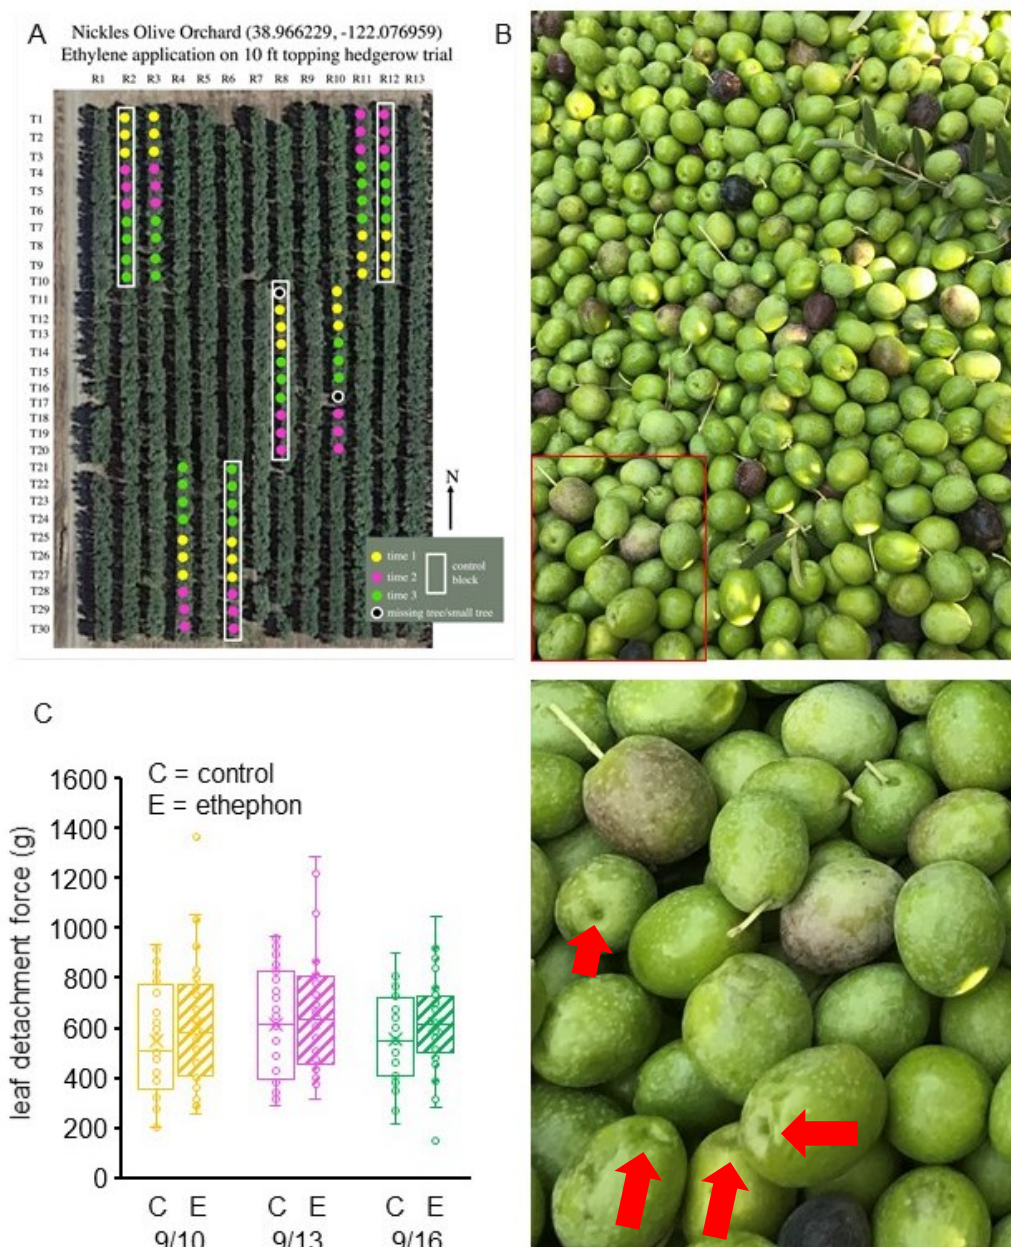 A
Nickles Olive Orchard (38.966229, -122.076959)
Ethylene application on 10 ft topping hedgerow trial
R1 R2 R3 R4 R5 R6 R7 R8 R9 R10 R11 R12 R13
T1
T2
T3
T4
T5
T6
T7
T8
T9
T10
T11
T12
T13
T14
T15
T16
T17
T18
T19
T20
T21
T22
T23
T24
T25
T26
T27
T28
T29
T30
N
time 1
time 2
time 3
control
block
missing tree/small tree
B
C
C = control
E = ethephon
leaf detachment force (g)
1600
1400
1200
1000
800
600
400
200
0
C E C E C E
9/10 9/13 9/16